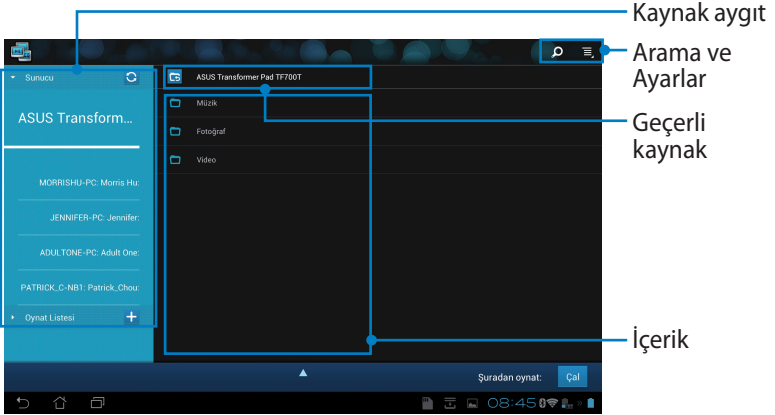 Kaynak aygıt
Arama ve
Ayarlar
Geçerli
kaynak
İçerik
Sunucu
ASUS Transform...
MORRISHU-PC: Morris Hu:
JENNIFER-PC: Jennifer:
ADULTONE-PC: Adult One:
PATRICK_C-NB1: Patrick_Chou:
Oynat Listesi
ASUS Transformer Pad TF700T
Müzik
Fotoğraf
Video
Şuradan oynat:
Çal
08:45